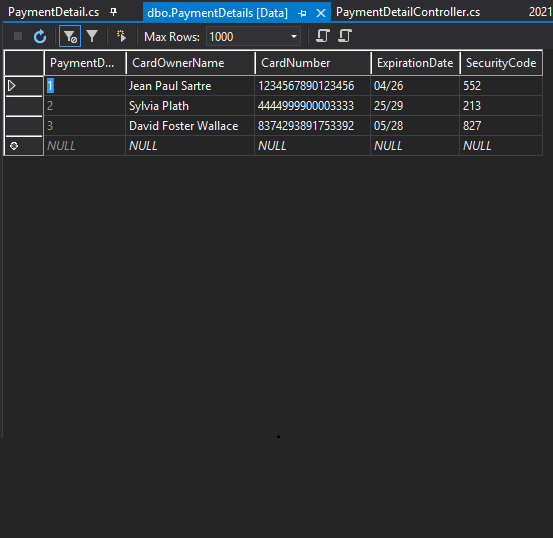 PaymentDetail.cs dbo.PaymentDetails [Data] PaymentDetailController.cs 2021
Max Rows: 1000
PaymentD... CardOwnerName CardNumber ExpirationDate SecurityCode
1 Jean Paul Sartre 1234567890123456 04/26 552
2 Sylvia Plath 4444999900003333 25/29 213
3 David Foster Wallace 8374293891753392 05/28 827
NULL NULL NULL NULL NULL